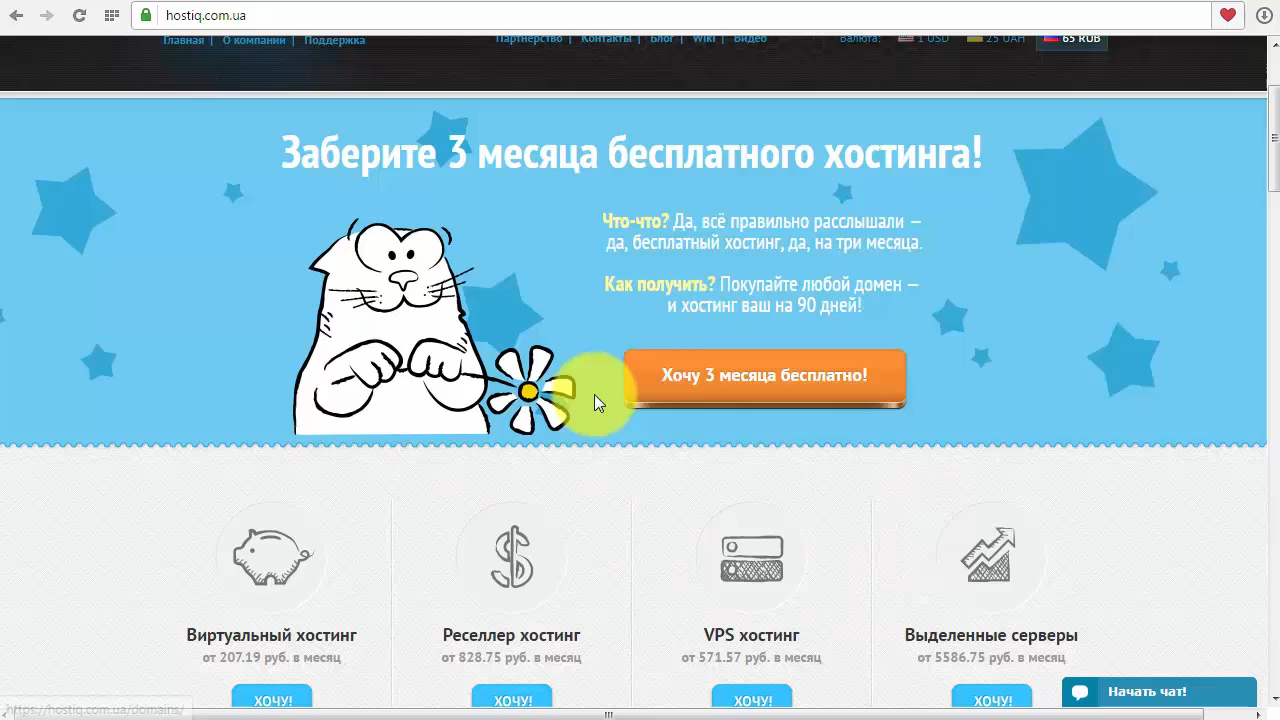 hostiq.com.ua
Главная | О компании | Поддержка
Партнерство | Контакты | Блог | Wiki | Видео
Валюта: 1 USD 25 UAH 65 RUB
Заберите 3 месяца бесплатного хостинга!
Что-что? Да, всё правильно расслышали —
да, бесплатный хостинг, да, на три месяца.
Как получить? Покупайте любой домен —
и хостинг ваш на 90 дней!
Хочу 3 месяца бесплатно!
Виртуальный хостинг
от 207.19 руб. в месяц
ХОЧУ!
Реселлер хостинг
от 828.75 руб. в месяц
ХОЧУ!
VPS хостинг
от 571.57 руб. в месяц
ХОЧУ!
Выделенные серверы
от 5586.75 руб. в месяц
ХОЧУ!
Начать чат!
https://hostiq.com.ua/domains/